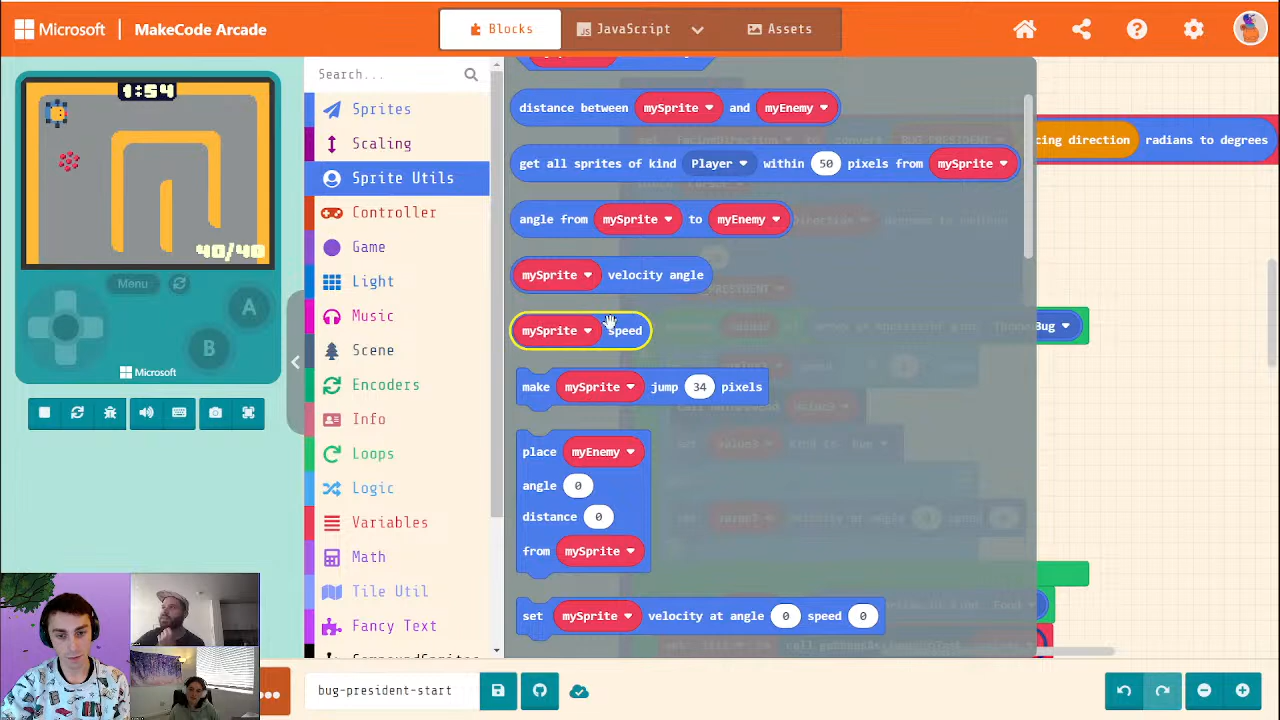 Microsoft
MakeCode Arcade
Blocks
JavaScript
Assets
1:54
40/40
Menu
A
B
Microsoft
Search...
Sprites
Scaling
Sprite Utils
Controller
Game
Light
Music
Scene
Encoders
Info
Loops
Logic
Variables
Math
Tile Util
Fancy Text
distance between mySprite and myEnemy
get all sprites of kind Player within 50 pixels from mySprite
angle from mySprite to myEnemy
mySprite velocity angle
mySprite speed
make mySprite jump 34 pixels
place myEnemy
angle 0
distance 0
from mySprite
set mySprite velocity at angle 0 speed 0
cing direction radians to degrees
Bug
bug-president-start